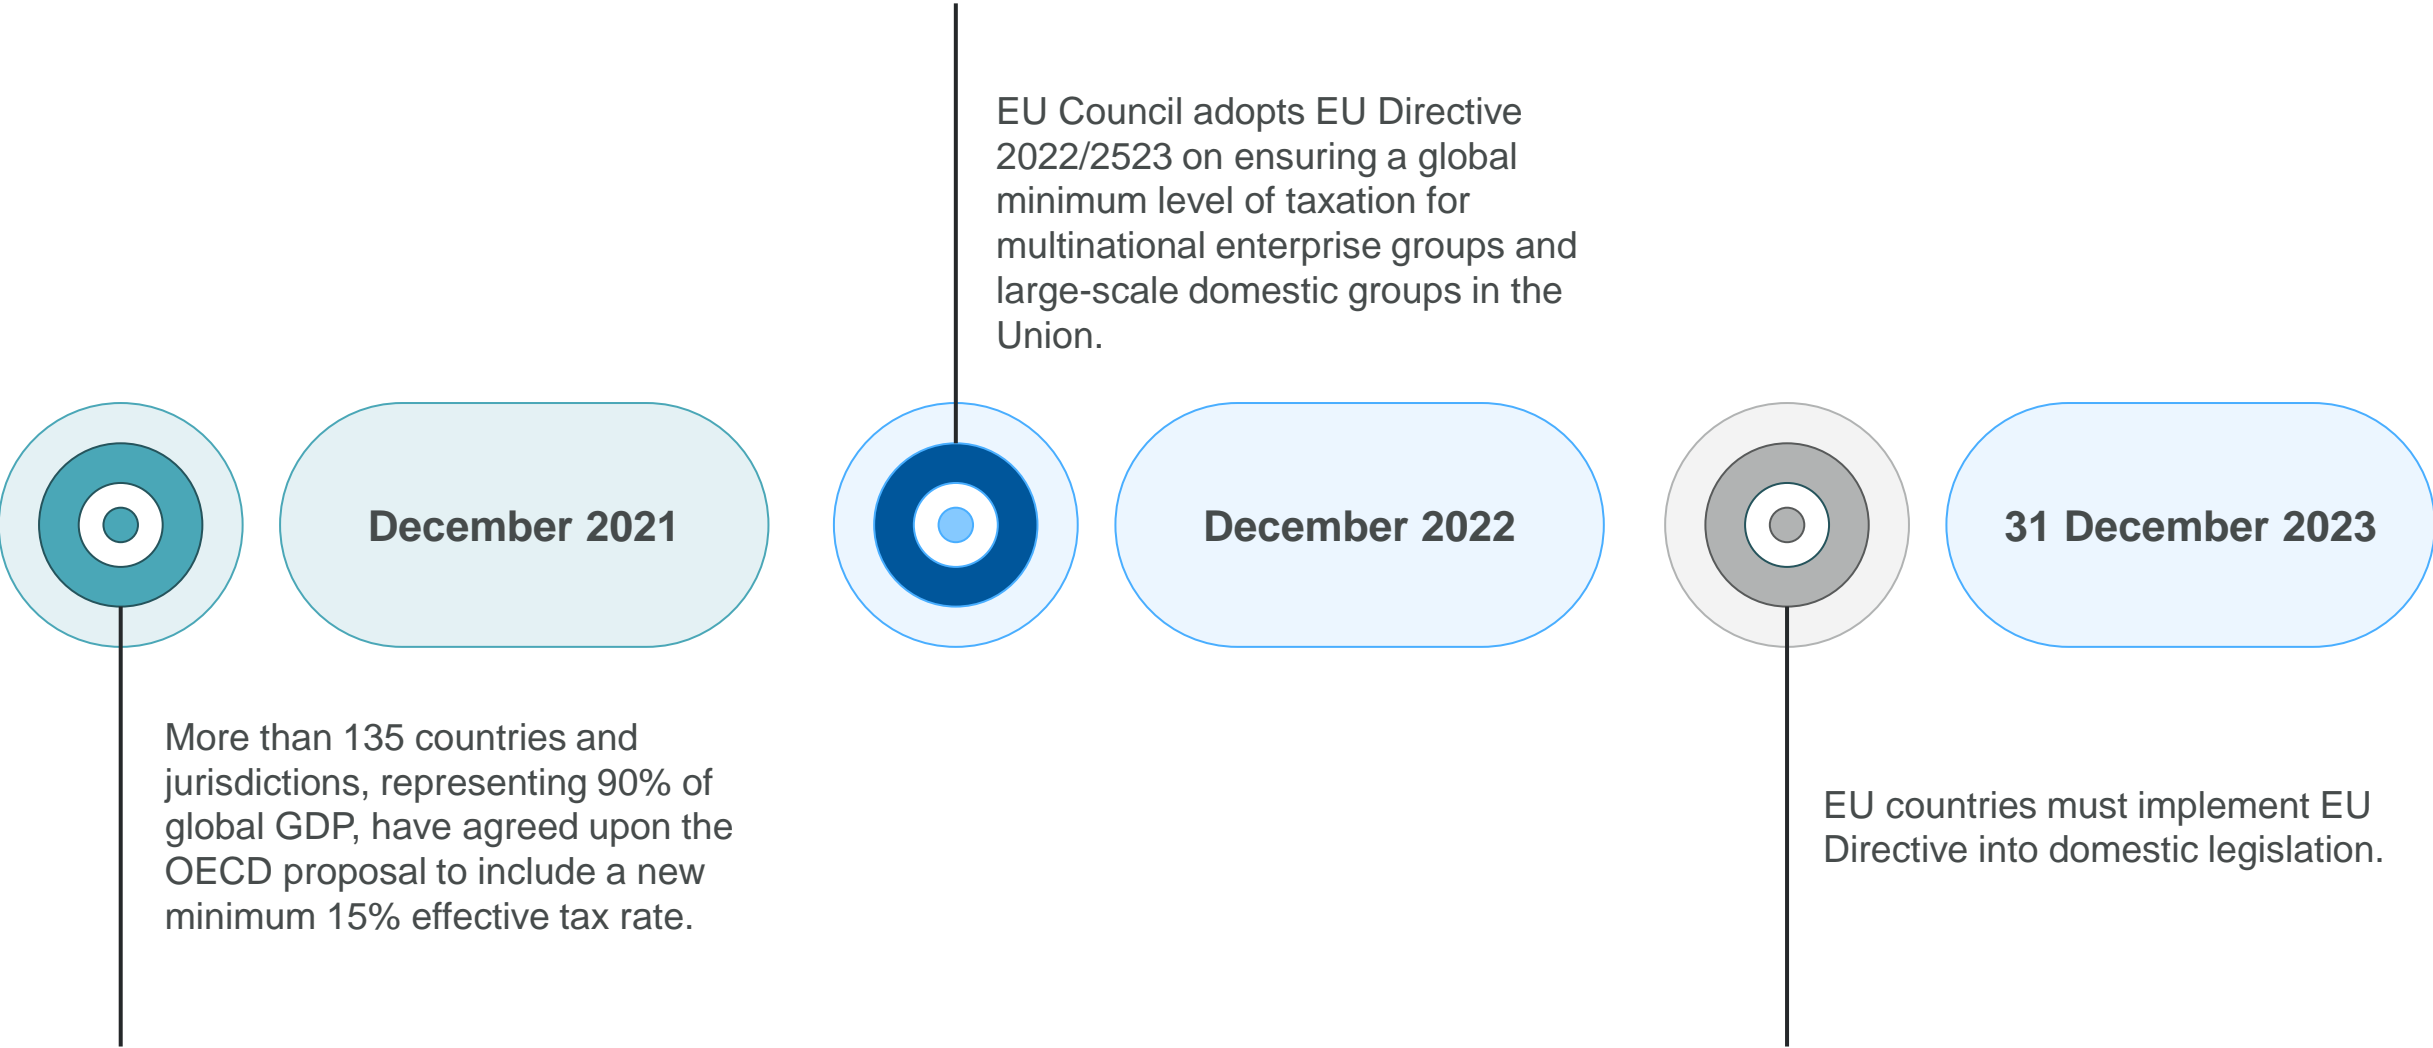 December 2021
More than 135 countries and
jurisdictions, representing 90% of
global GDP, have agreed upon the
OECD proposal to include a new
minimum 15% effective tax rate.
EU Council adopts EU Directive
2022/2523 on ensuring a global
minimum level of taxation for
multinational enterprise groups and
large-scale domestic groups in the
Union.
December 2022
31 December 2023
EU countries must implement EU
Directive into domestic legislation.